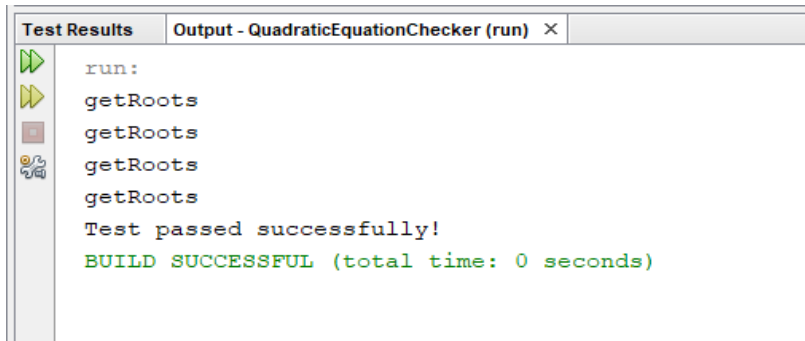 Test Results Output - QuadraticEquationChecker (run) ×
run:
getRoots
getRoots
getRoots
getRoots
Test passed successfully!
BUILD SUCCESSFUL (total time: 0 seconds)